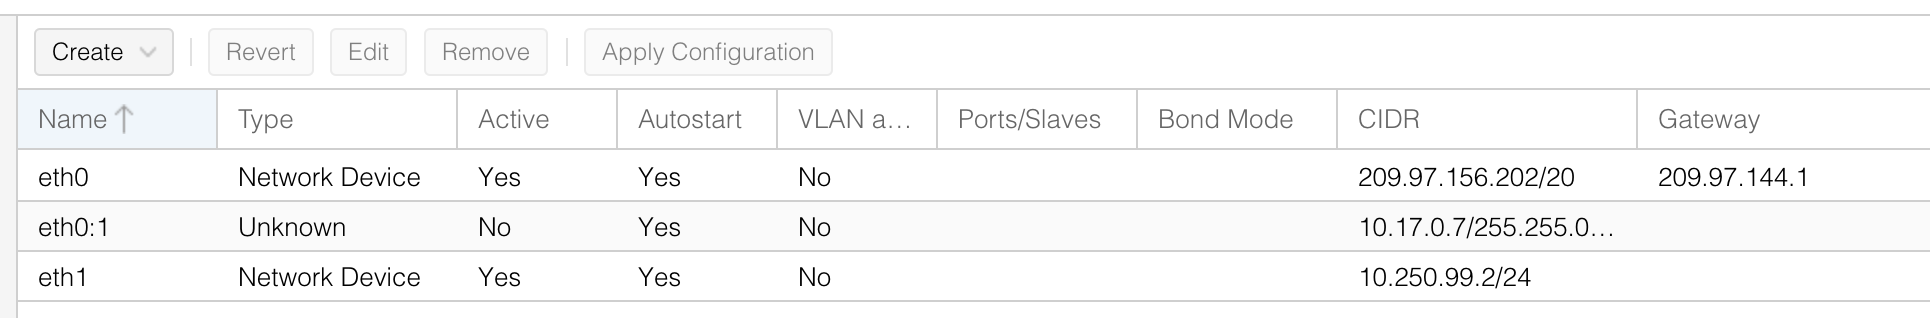 Create Revert Edit Remove Apply Configuration
Name Type Active Autostart VLAN a... Ports/Slaves Bond Mode CIDR Gateway
eth0 Network Device Yes Yes No 209.97.156.202/20 209.97.144.1
eth0:1 Unknown No Yes No 10.17.0.7/255.255.0...
eth1 Network Device Yes Yes No 10.250.99.2/24